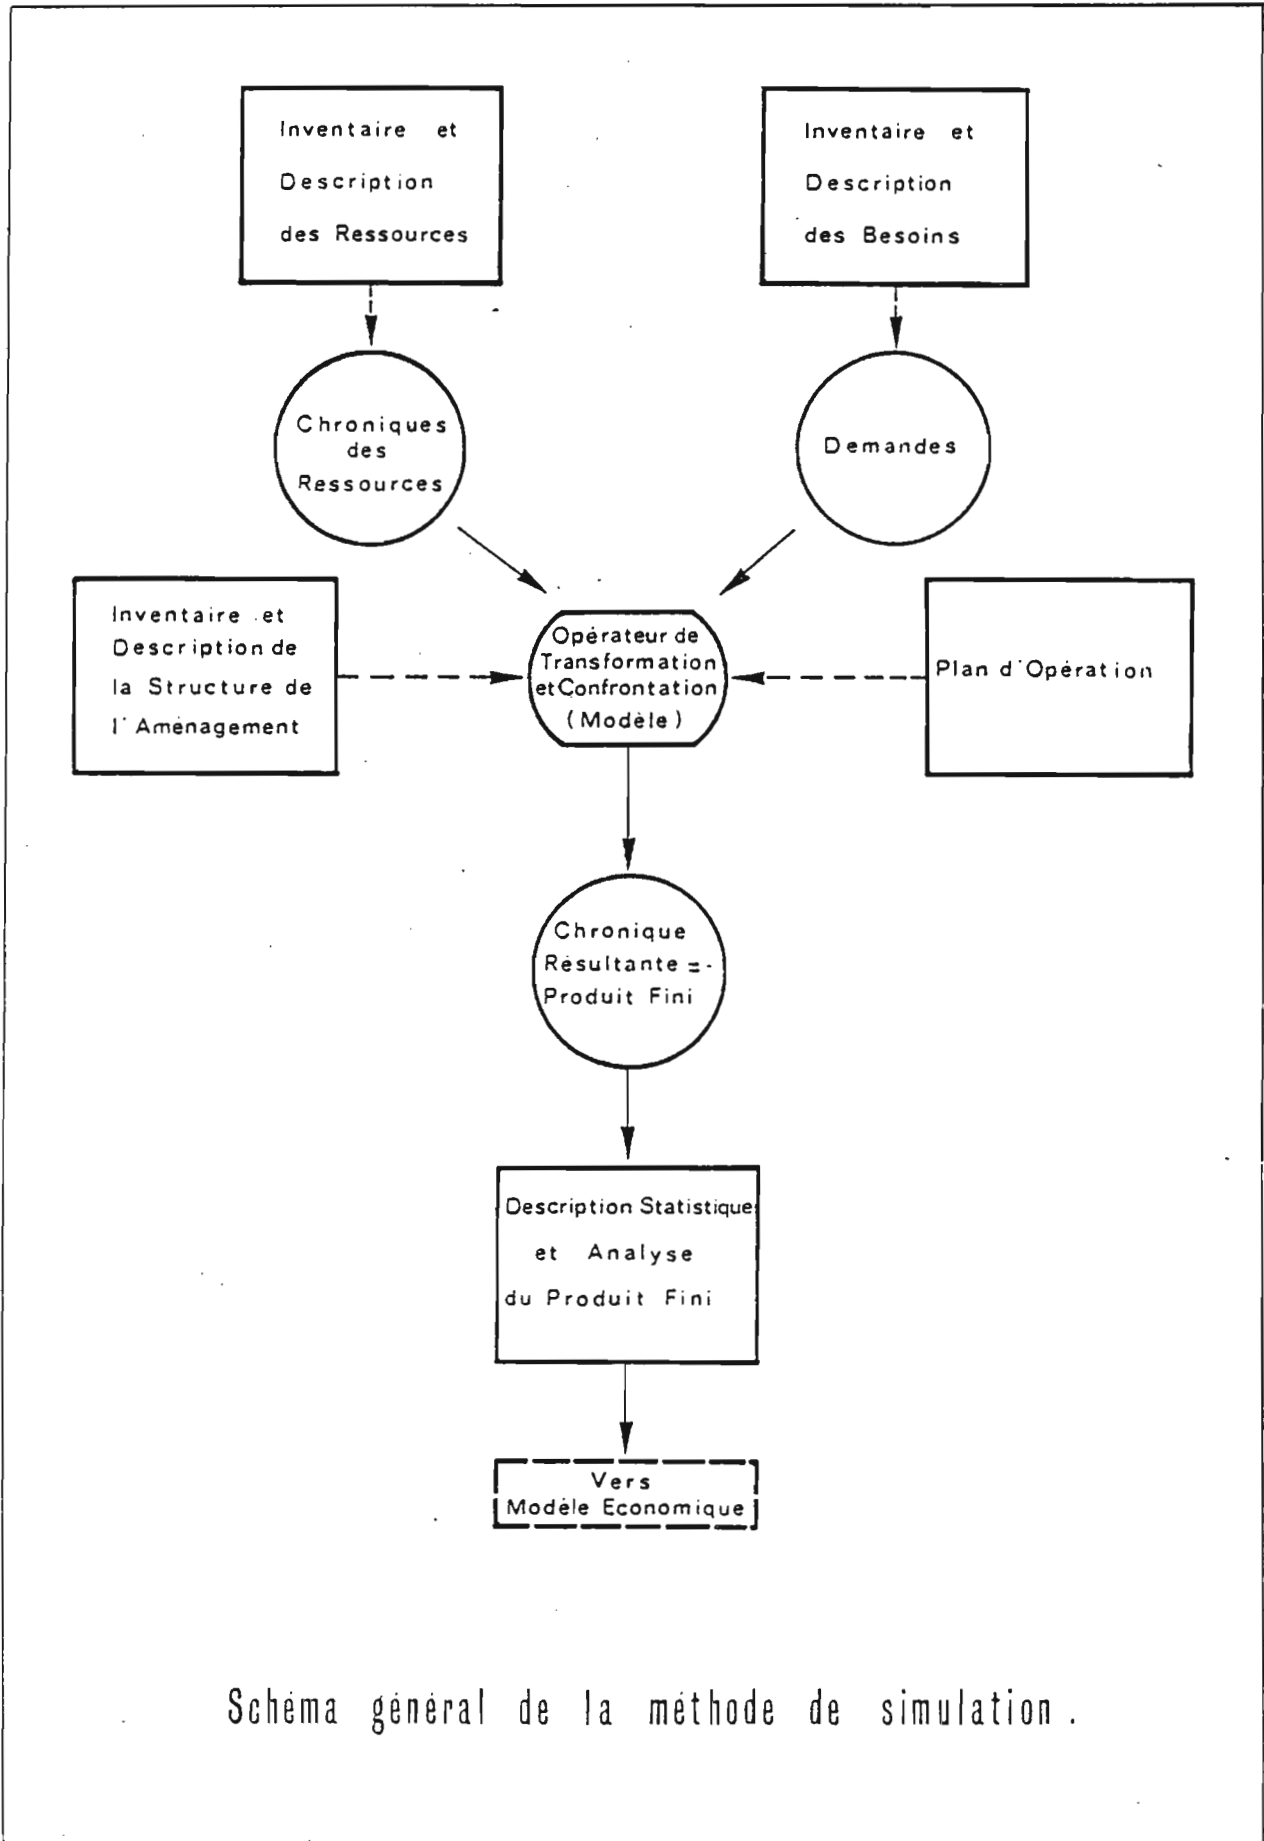 Inventaire et
Description
des Ressources
Inventaire et
Description
des Besoins
Chroniques
des
Ressources
Demandes
Inventaire et
Description de
la Structure de
l'Aménagement
Opérateur de
Transformation
et Confrontation
(Modèle)
Plan d'Opération
Chronique
Résultante =
Produit Fini
Description Statistique
et Analyse
du Produit Fini
Vers
Modèle Economique
Schéma général de la méthode de simulation.